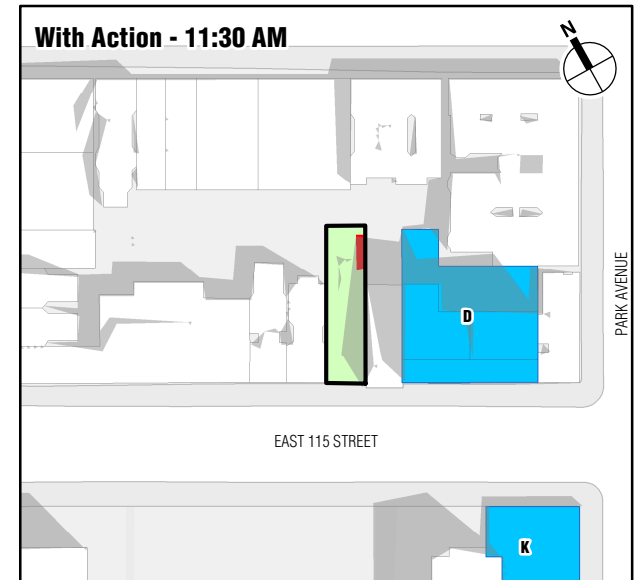 With Action - 11:30 AM
N
PARK AVENUE
D
EAST 115 STREET
K